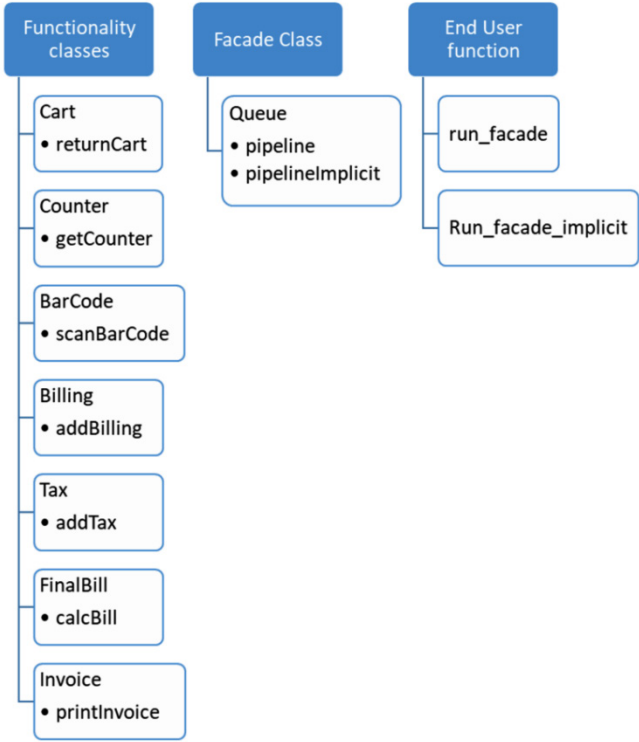 Functionality
classes
Cart
• returnCart
Counter
• getCounter
BarCode
• scanBarCode
Billing
• addBilling
Tax
• addTax
FinalBill
• calcBill
Invoice
• printInvoice
Facade Class
Queue
• pipeline
• pipelineImplicit
End User
function
run_facade
Run_facade_implicit